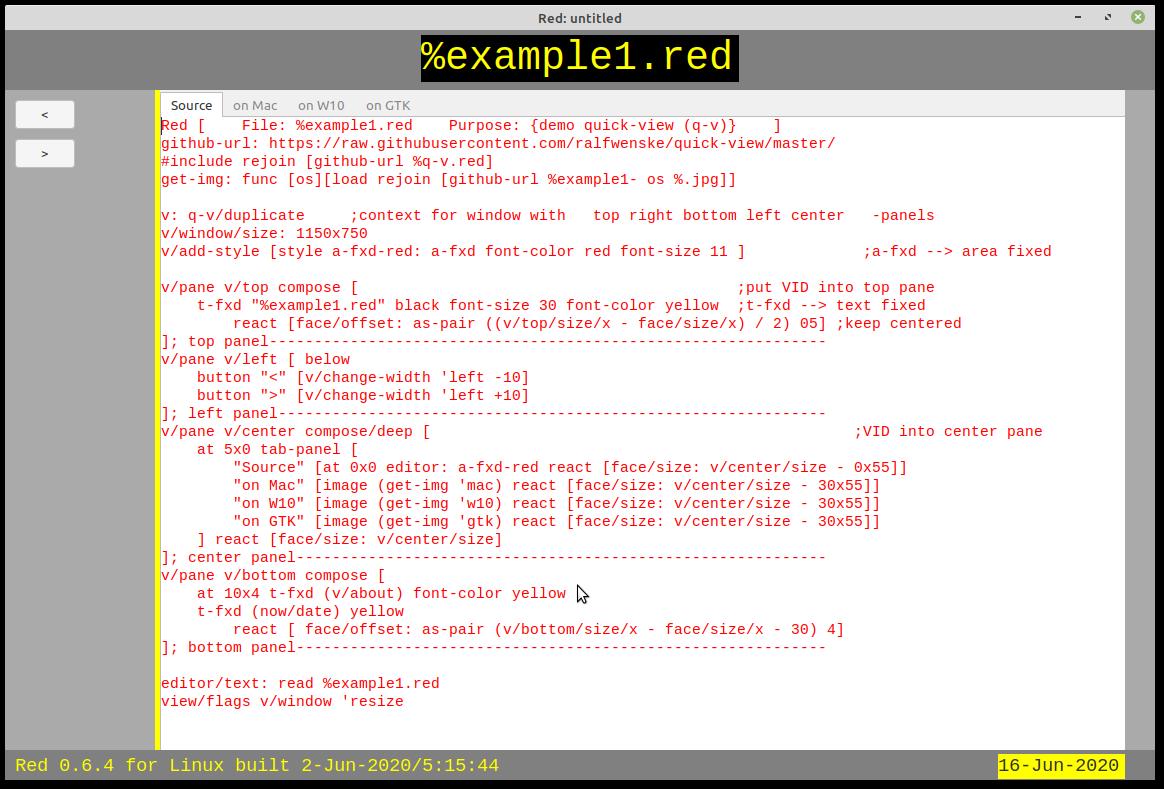 Red: untitled
%example1.red
<
>
Source on Mac on W10 on GTK
Red [    File: %example1.red    Purpose: {demo quick-view (q-v)}    ]
github-url: https://raw.githubusercontent.com/ralfwenske/quick-view/master/
#include rejoin [github-url %q-v.red]
get-img: func [os][load rejoin [github-url %example1- os %.jpg]]
v: q-v/duplicate     ;context for window with   top right bottom left center   -panels
v/window/size: 1150x750
v/add-style [style a-fxd-red: a-fxd font-color red font-size 11 ]             ;a-fxd --> area fixed
v/pane v/top compose [                                          ;put VID into top pane
    t-fxd "%example1.red" black font-size 30 font-color yellow  ;t-fxd --> text fixed
        react [face/offset: as-pair ((v/top/size/x - face/size/x) / 2) 05] ;keep centered
]; top panel--------------------------------------------------------------
v/pane v/left [ below
    button "<" [v/change-width 'left -10]
    button ">" [v/change-width 'left +10]
]; left panel-------------------------------------------------------------
v/pane v/center compose/deep [                                               ;VID into center pane
    at 5x0 tab-panel [
        "Source" [at 0x0 editor: a-fxd-red react [face/size: v/center/size - 0x55]]
        "on Mac" [image (get-img 'mac) react [face/size: v/center/size - 30x55]]
        "on W10" [image (get-img 'w10) react [face/size: v/center/size - 30x55]]
        "on GTK" [image (get-img 'gtk) react [face/size: v/center/size - 30x55]]
    ] react [face/size: v/center/size]
]; center panel-----------------------------------------------------------
v/pane v/bottom compose [
    at 10x4 t-fxd (v/about) font-color yellow
    t-fxd (now/date) yellow
        react [ face/offset: as-pair (v/bottom/size/x - face/size/x - 30) 4]
]; bottom panel-----------------------------------------------------------
editor/text: read %example1.red
view/flags v/window 'resize
Red 0.6.4 for Linux built 2-Jun-2020/5:15:44
16-Jun-2020